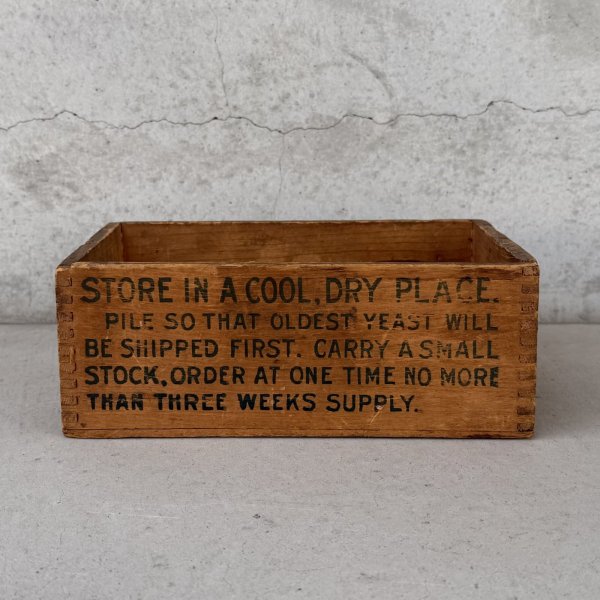 STORE IN A COOL, DRY PLACE.
PILE SO THAT OLDEST YEAST WILL
BE SHIPPED FIRST. CARRY A SMALL
STOCK, ORDER AT ONE TIME NO MORE
THAN THREE WEEKS SUPPLY.